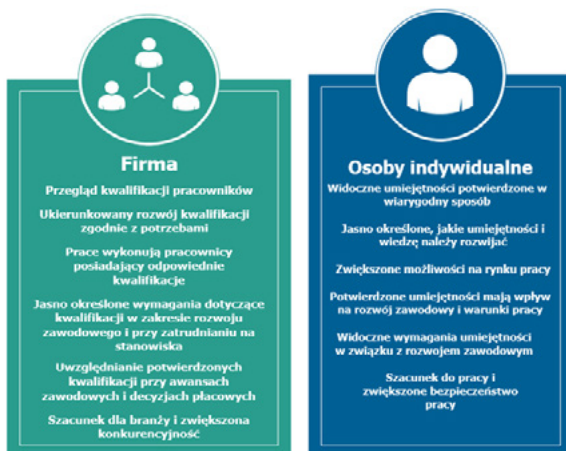 Firma
Przegląd kwalifikacji pracowników
Ukierunkowany rozwój kwalifikacji
zgodnie z potrzebami
Prace wykonują pracownicy
posiadający odpowiednie
kwalifikacje
Jasno określone wymagania dotyczące
kwalifikacji w zakresie rozwoju
zawodowego i przy zatrudnianiu na
stanowiska
Uwzględnianie potwierdzonych
kwalifikacji przy awansach
zawodowych i decyzjach płacowych
Szacunek dla branży i zwiększona
konkurencyjność
Osoby indywidualne
Widoczne umiejętności potwierdzone w
wiarygodny sposób
Jasno określone, jakie umiejętności i
wiedzę należy rozwijać
Zwiększone możliwości na rynku pracy
Potwierdzone umiejętności mają wpływ
na rozwój zawodowy i warunki pracy
Widoczne wymagania umiejętności
w związku z rozwojem zawodowym
Szacunek do pracy i
zwiększone bezpieczeństwo
pracy